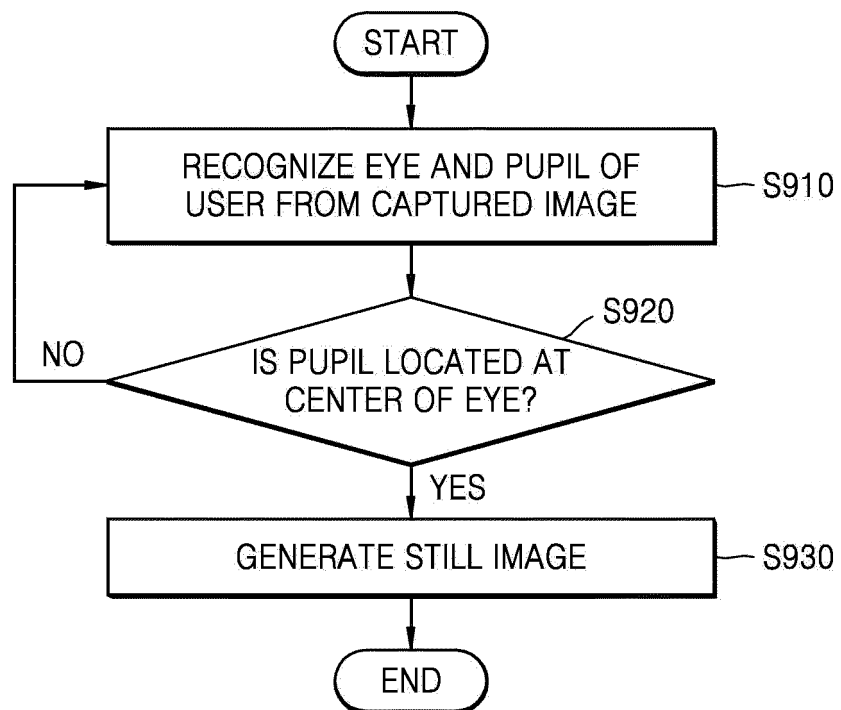 START
RECOGNIZE EYE AND PUPIL OF
USER FROM CAPTURED IMAGE
S910
S920
NO
IS PUPIL LOCATED AT
CENTER OF EYE?
YES
GENERATE STILL IMAGE
S930
END